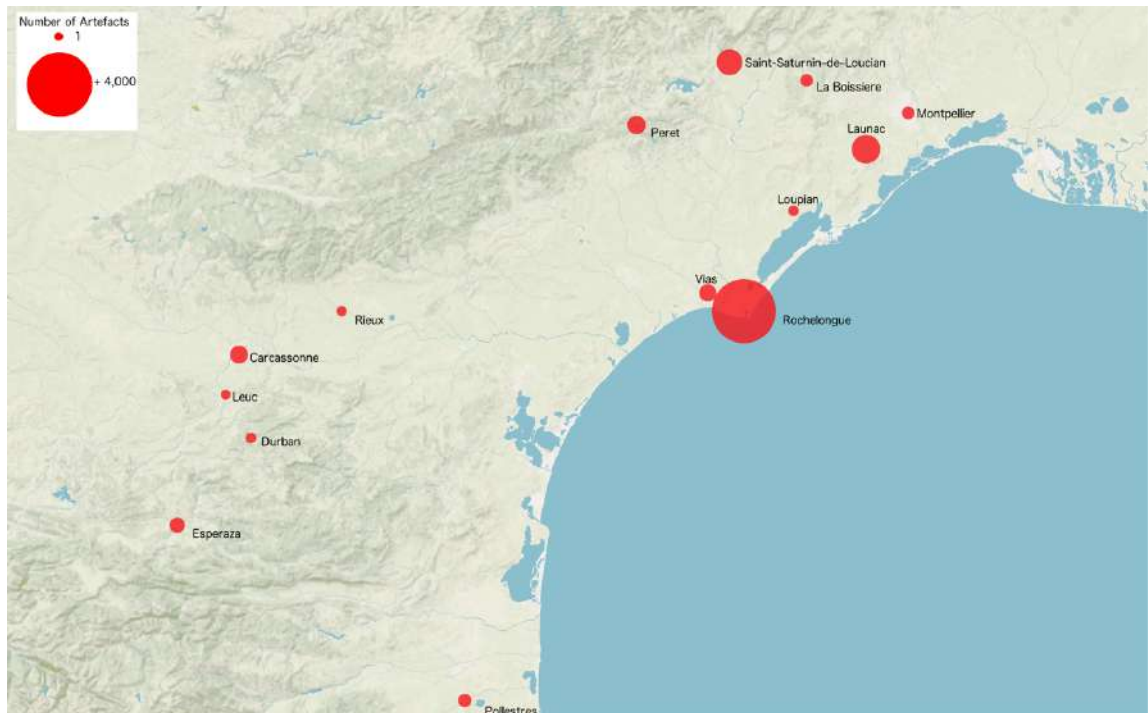 Number of Artefacts
1
+ 4,000
Saint-Saturnin-de-Loucian
La Boissiere
Montpellier
Peret
Launac
Loupian
Vias
Rochelongue
Rieux
Carcassonne
Leuc
Durban
Esperaza
Pollestres